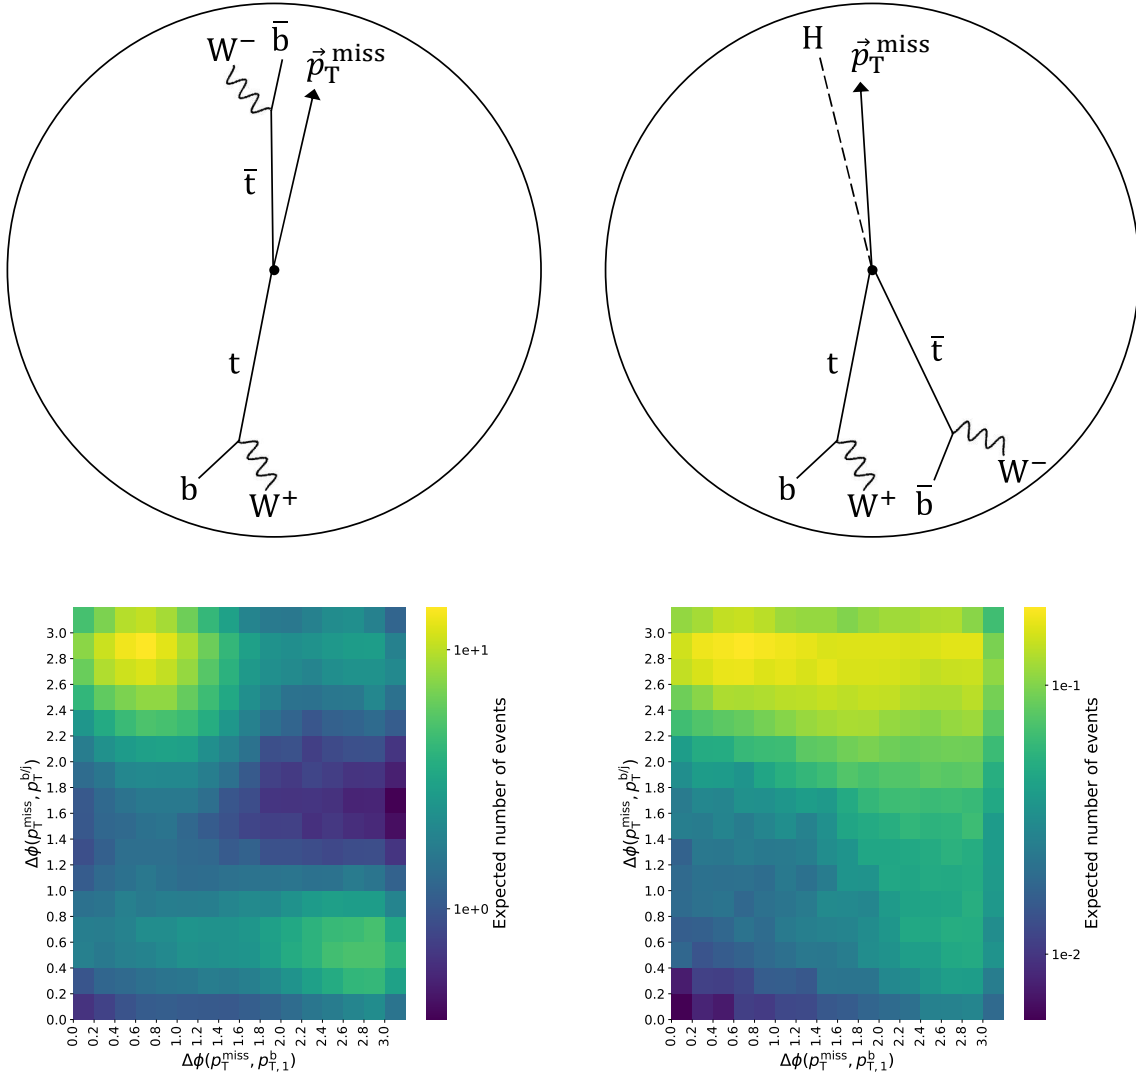 W⁻ b̄
p⃗_T^miss
t̄
t
b
W⁺
H
p⃗_T^miss
t
t̄
b
W⁺
b̄
W⁻
3.0
2.8
2.6
2.4
2.2
2.0
1.8
1.6
1.4
1.2
1.0
0.8
0.6
0.4
0.2
0.0
Δϕ(p_T^miss, p_T^b/j)
0.0 0.2 0.4 0.6 0.8 1.0 1.2 1.4 1.6 1.8 2.0 2.2 2.4 2.6 2.8 3.0
Δϕ(p_T^miss, p_T,1^b)
1e+1
1e+0
Expected number of events
3.0
2.8
2.6
2.4
2.2
2.0
1.8
1.6
1.4
1.2
1.0
0.8
0.6
0.4
0.2
0.0
Δϕ(p_T^miss, p_T^b/j)
0.0 0.2 0.4 0.6 0.8 1.0 1.2 1.4 1.6 1.8 2.0 2.2 2.4 2.6 2.8 3.0
Δϕ(p_T^miss, p_T,1^b)
1e-1
1e-2
Expected number of events